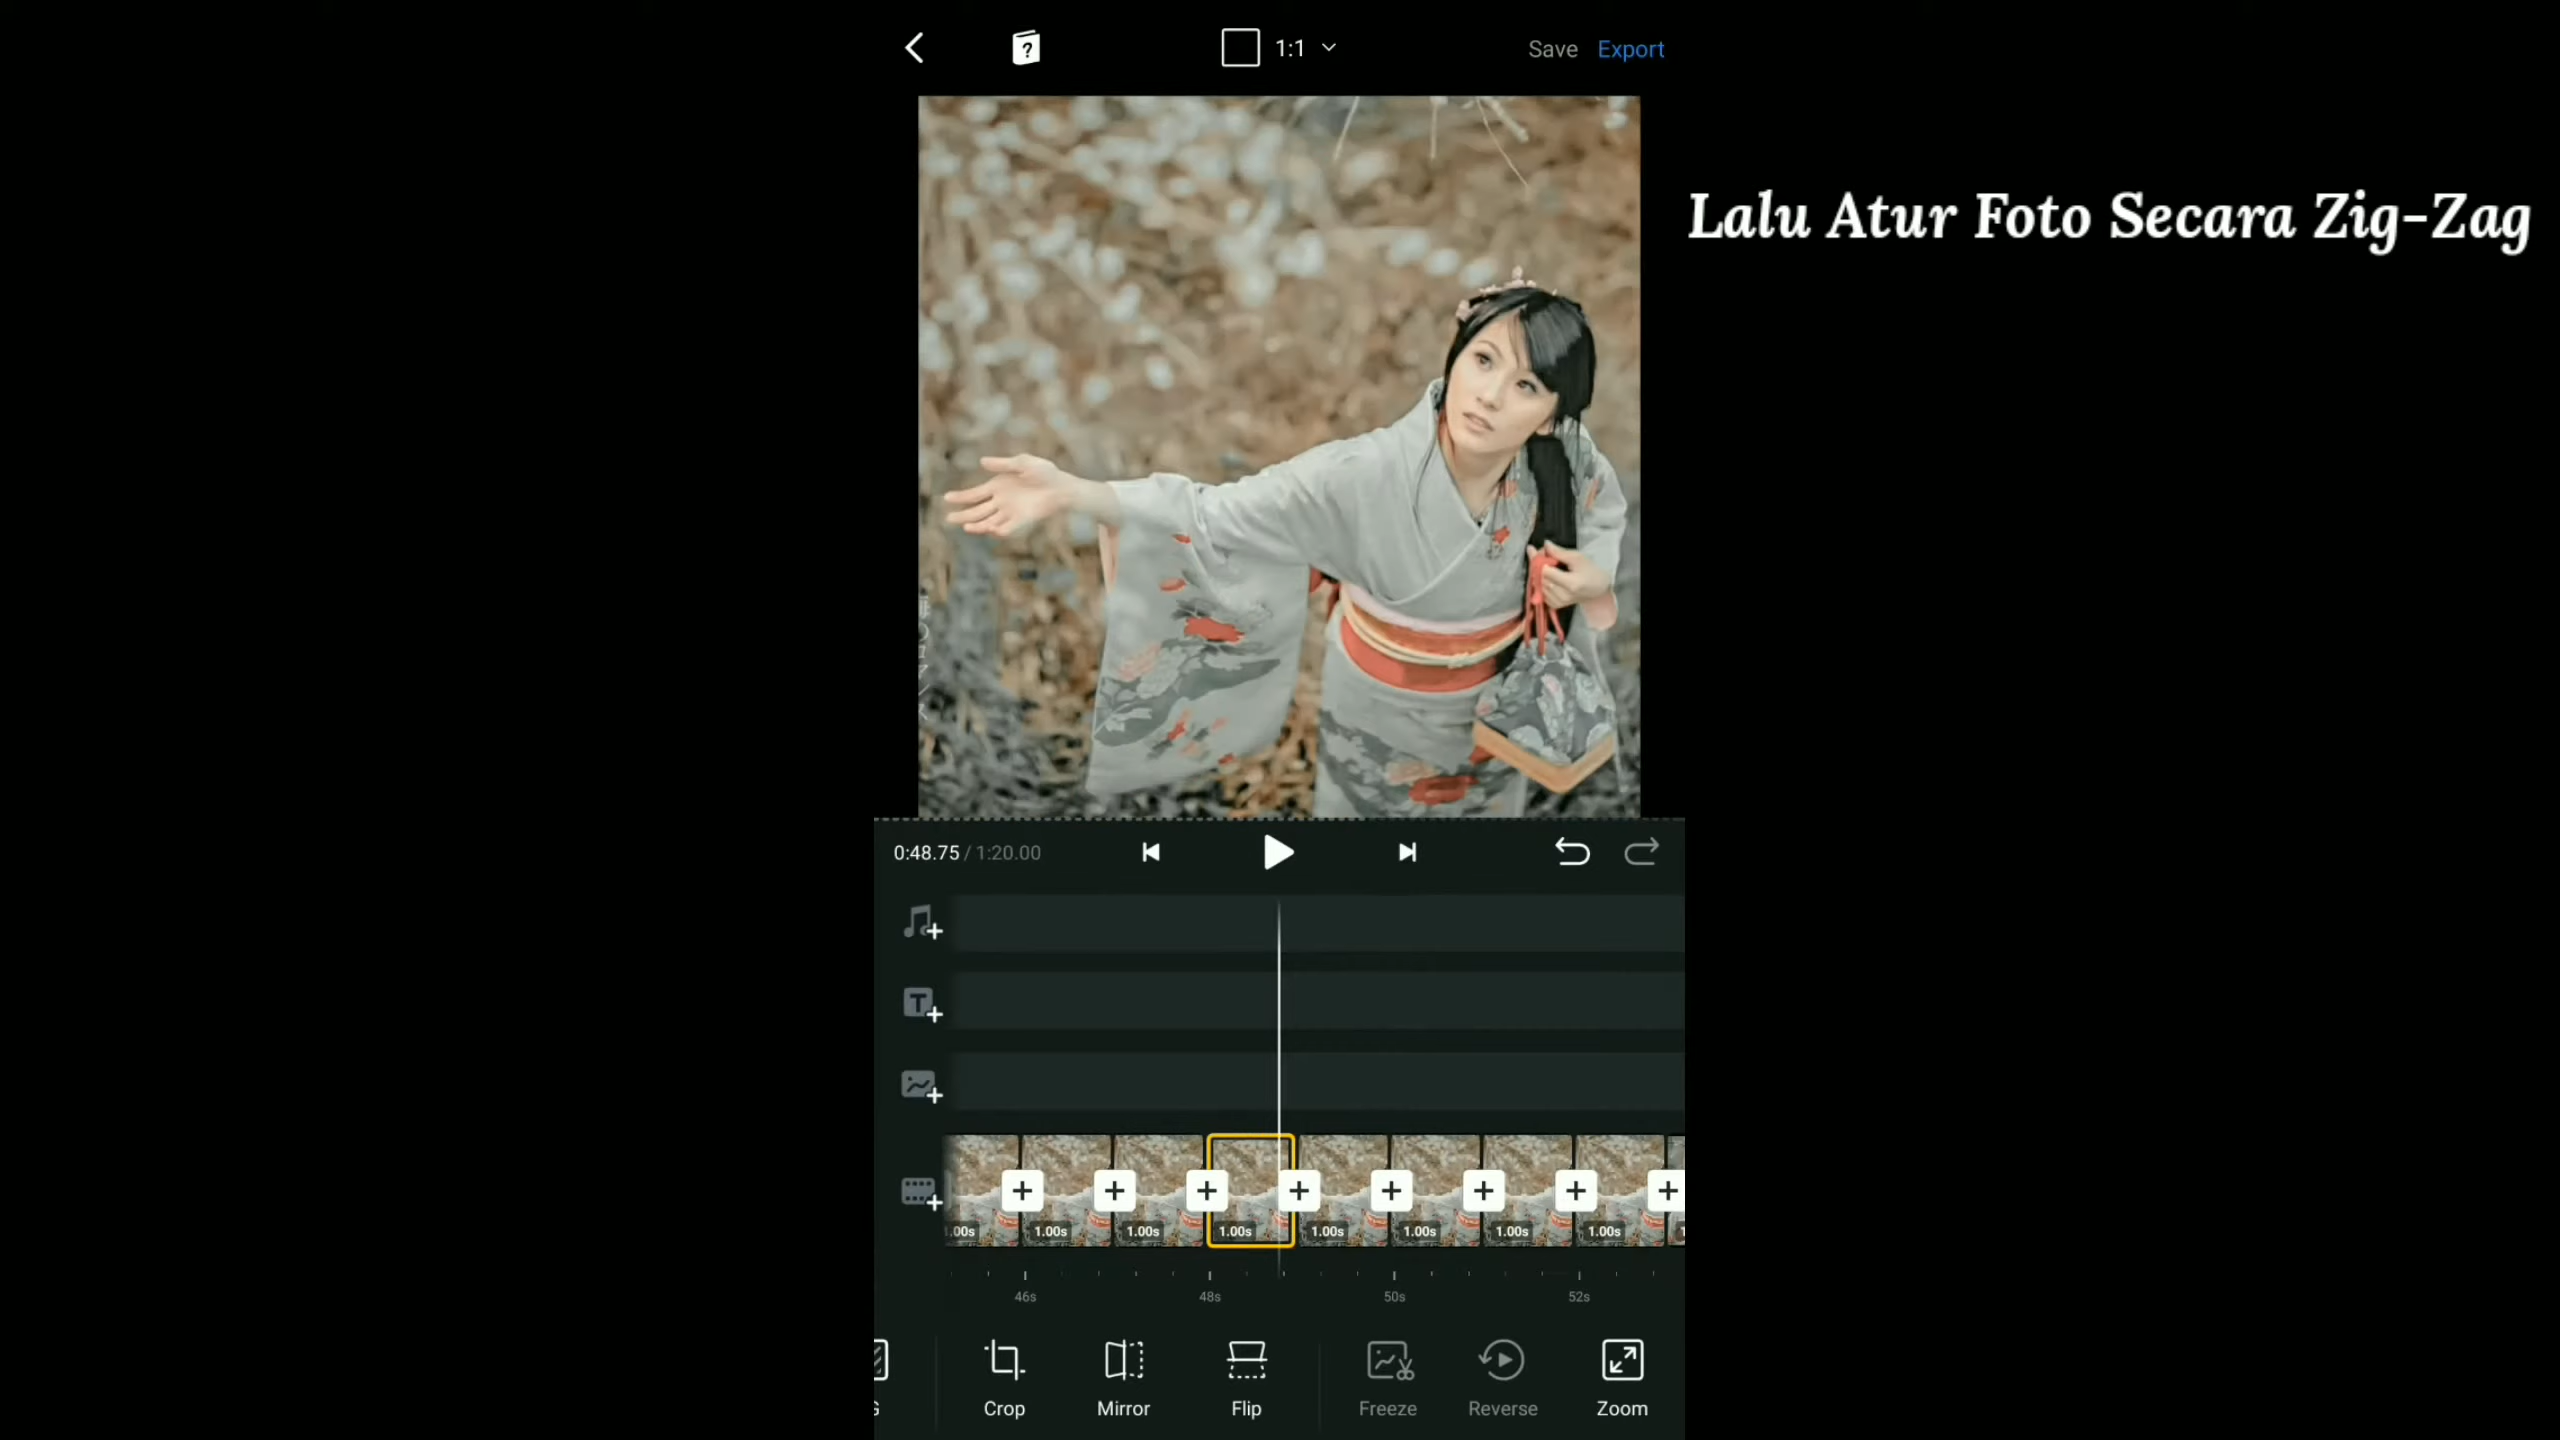 1:1
Save Export
Lalu Atur Foto Secara Zig-Zag
0:48.75 / 1:20.00
.00s 1.00s 1.00s 1.00s 1.00s 1.00s 1.00s 1.00s
46s 48s 50s 52s
Crop Mirror Flip Freeze Reverse Zoom